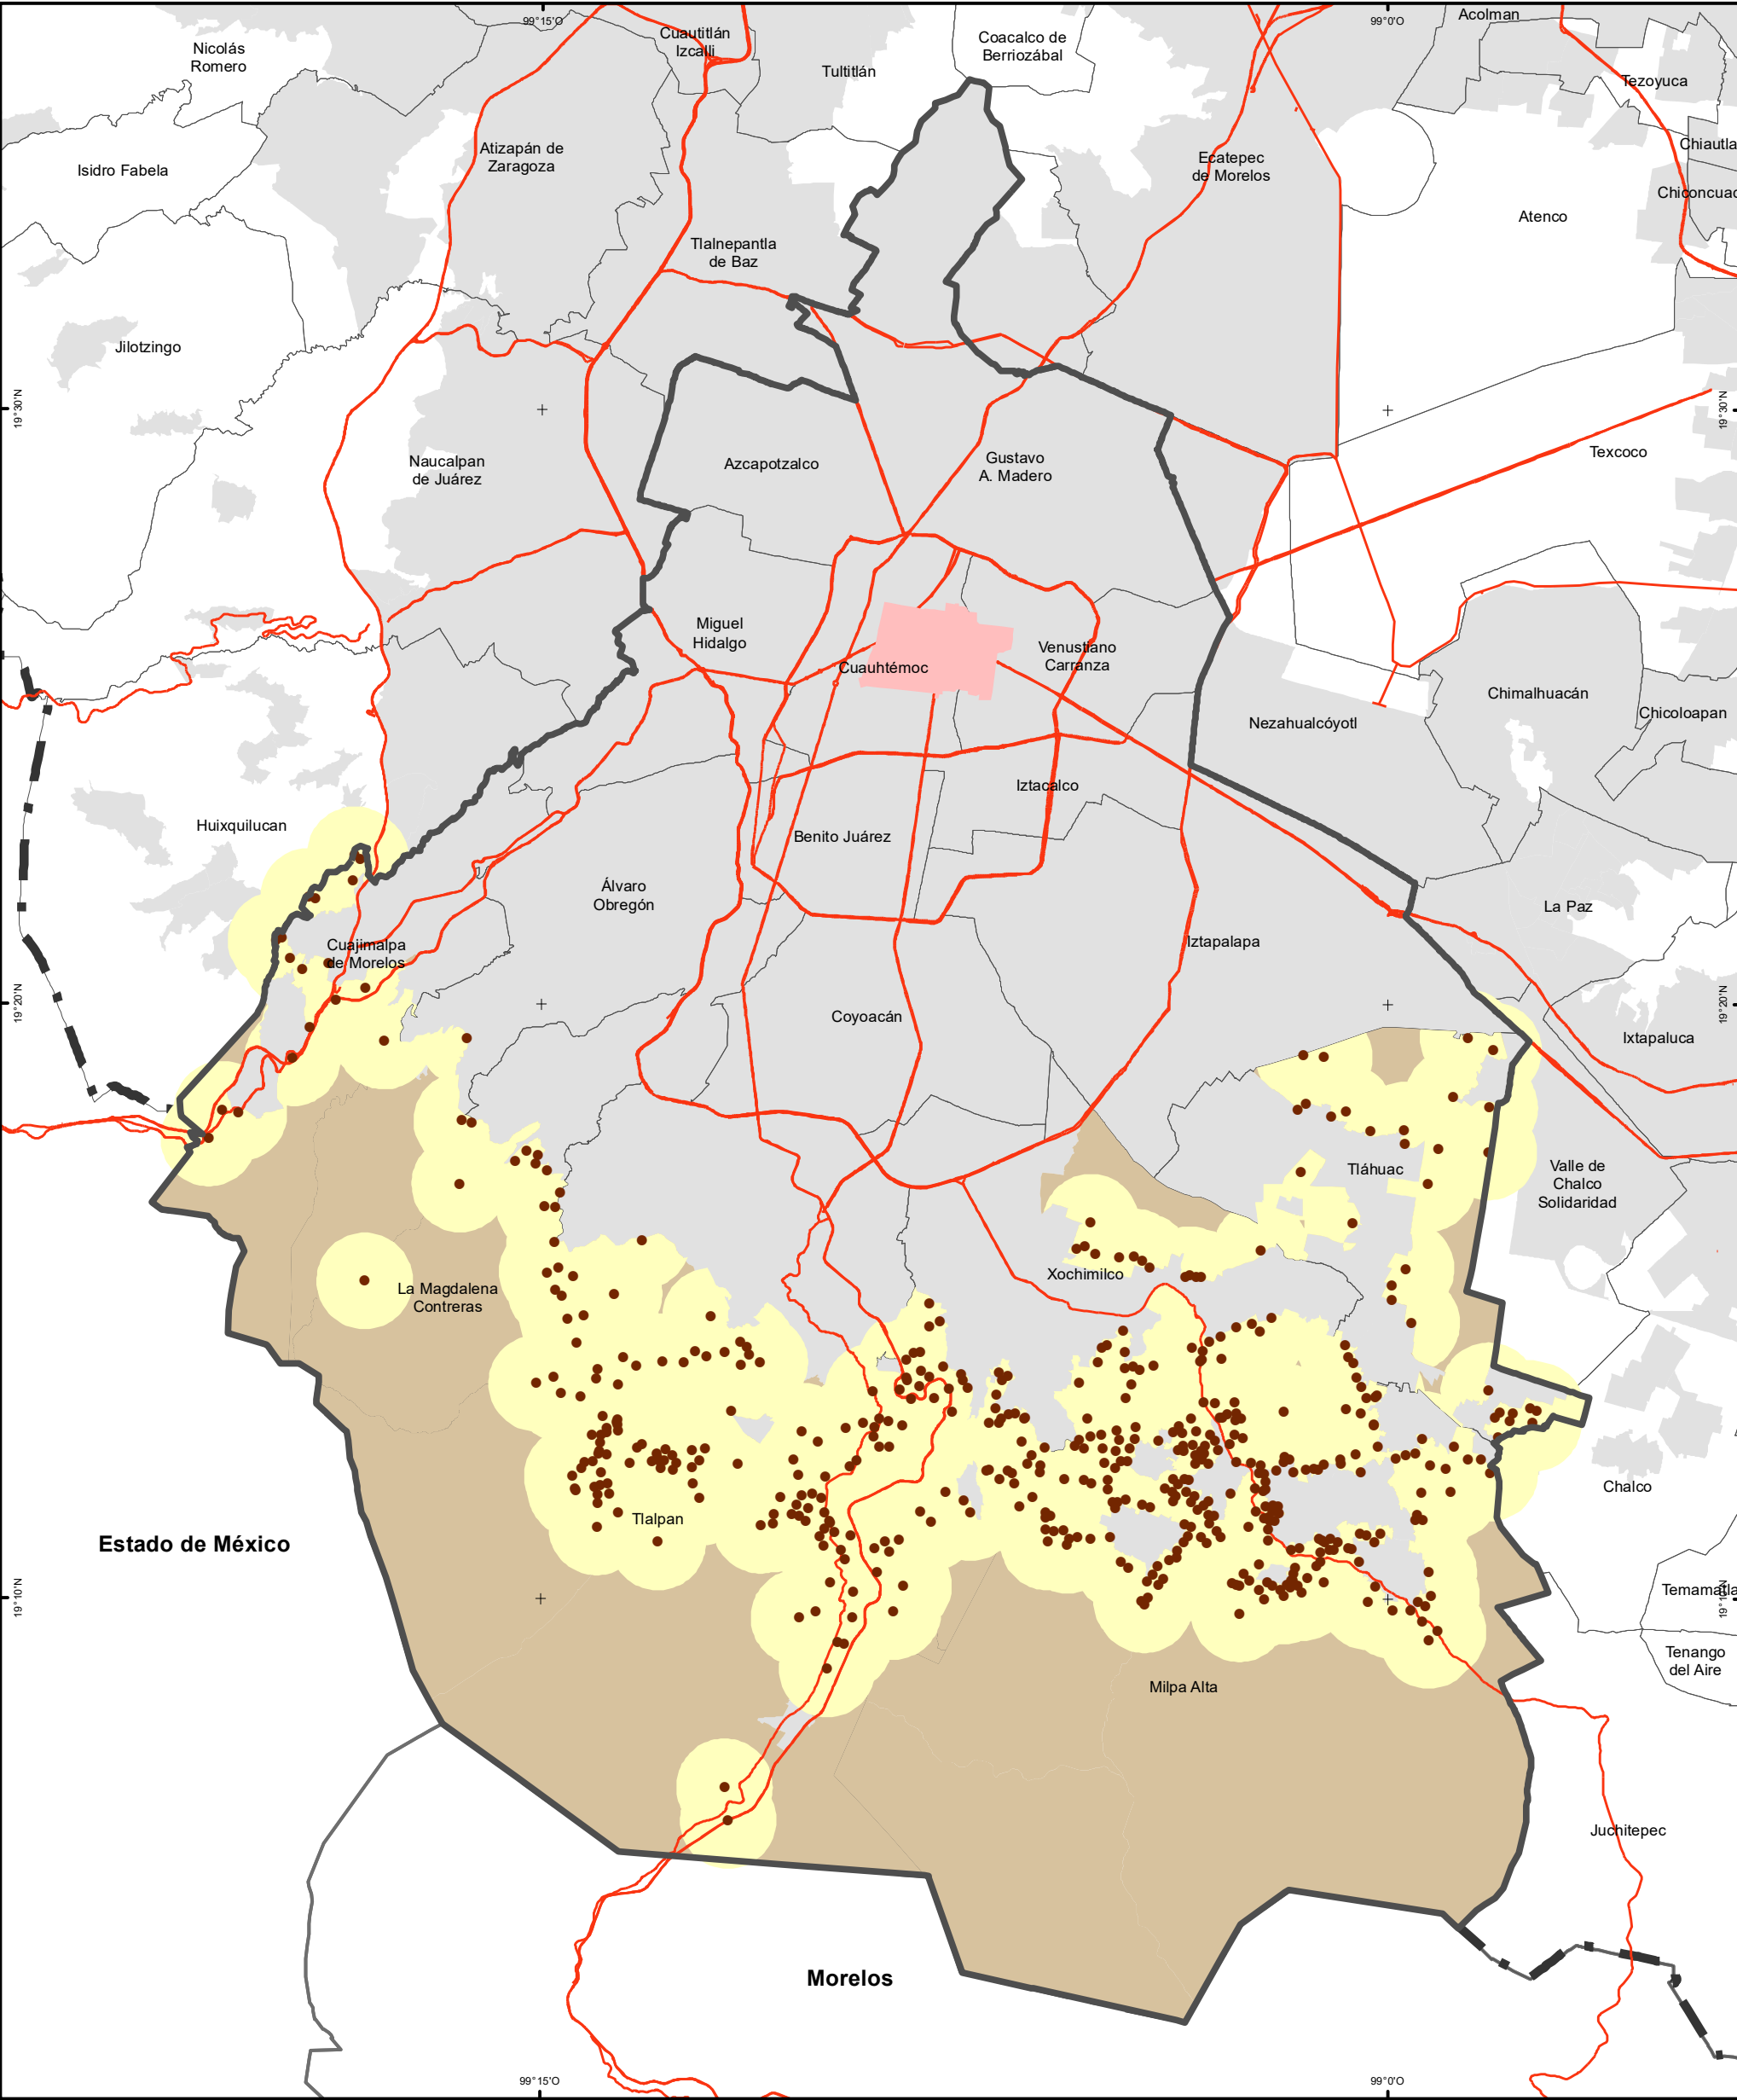 99°15'O
99°0'O
Acolman
Nicolás
Romero
Cuautitlán
Izcalli
Coacalco de
Berriozábal
Tultitlán
Tezoyuca
Atizapán de
Zaragoza
Chiautla
Isidro Fabela
Ecatepec
de Morelos
Chiconcuac
Atenco
Tlalnepantla
de Baz
Jilotzingo
19°30'N
19°30'N
Naucalpan
de Juárez
Azcapotzalco
Gustavo
A. Madero
Texcoco
Miguel
Hidalgo
Cuauhtémoc
Venustiano
Carranza
Chimalhuacán
Chicoloapan
Nezahualcóyotl
Iztacalco
Huixquilucan
Benito Juárez
Álvaro
Obregón
La Paz
Cuajimalpa
de Morelos
Iztapalapa
19°20'N
19°20'N
Coyoacán
Ixtapaluca
Tláhuac
Valle de
Chalco
Solidaridad
La Magdalena
Contreras
Xochimilco
Chalco
Tlalpan
Estado de México
19°10'N
19°10'N
Temamatla
Tenango
del Aire
Milpa Alta
Juchitepec
Morelos
99°15'O
99°0'O